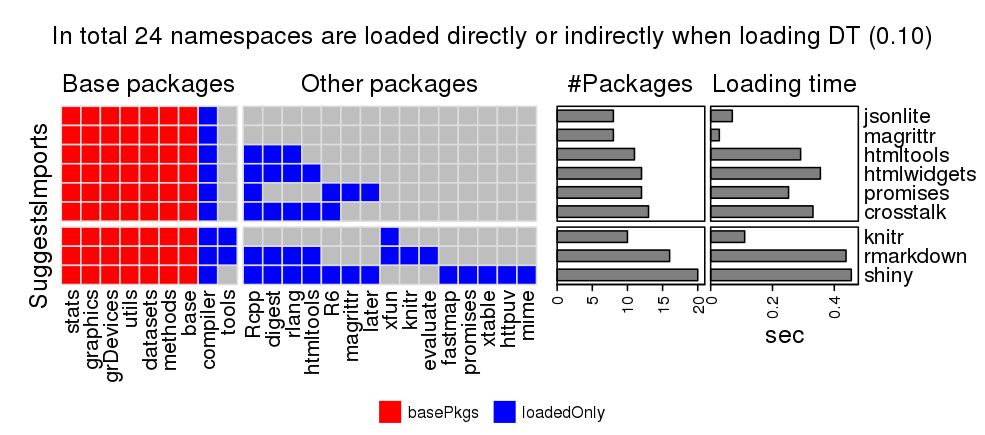 In total 24 namespaces are loaded directly or indirectly when loading DT (0.10)
Base packages
Other packages
#Packages
Loading time
Imports
Suggests
jsonlite
magrittr
htmltools
htmlwidgets
promises
crosstalk
knitr
rmarkdown
shiny
stats
graphics
grDevices
utils
datasets
methods
base
compiler
tools
Rcpp
digest
rlang
htmltools
R6
magrittr
later
xfun
knitr
evaluate
fastmap
promises
xtable
httpuv
mime
0
5
10
15
20
0
0.2
0.4
sec
basePkgs
loadedOnly